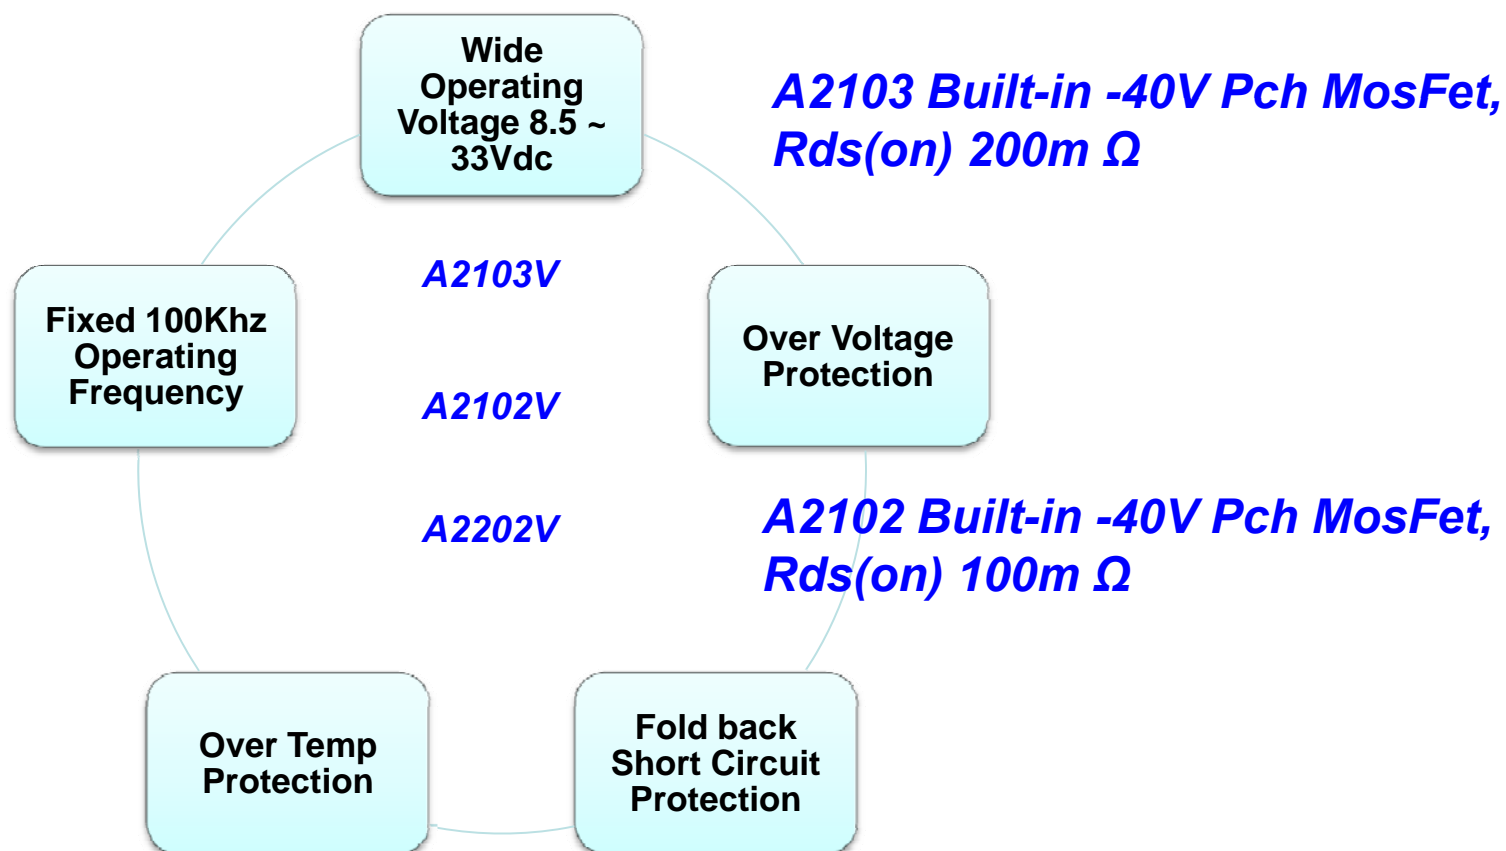 Wide
Operating
Voltage 8.5 ~
33Vdc
A2103 Built-in -40V Pch MosFet,
Rds(on) 200m Ω
A2103V
Fixed 100Khz
Operating
Frequency
Over Voltage
Protection
A2102V
A2202V
A2102 Built-in -40V Pch MosFet,
Rds(on) 100m Ω
Over Temp
Protection
Fold back
Short Circuit
Protection